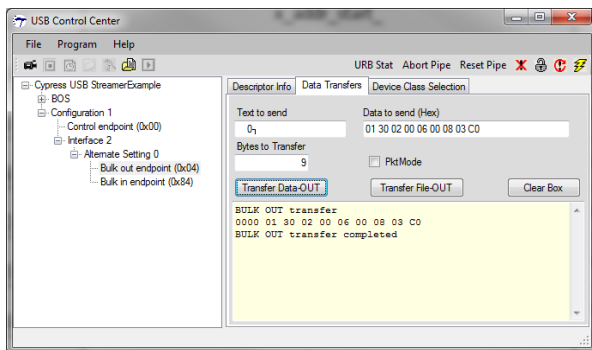 USB Control Center
File Program Help
URB Stat Abort Pipe Reset Pipe
Cypress USB StreamerExample
BOS
Configuration 1
Control endpoint (0x00)
Interface 2
Alternate Setting 0
Bulk out endpoint (0x04)
Bulk in endpoint (0x84)
Descriptor Info Data Transfers Device Class Selection
Text to send Data to send (Hex)
0 01 30 02 00 06 00 08 03 C0
Bytes to Transfer
9 PktMode
Transfer Data-OUT Transfer File-OUT Clear Box
BULK OUT transfer
0000 01 30 02 00 06 00 08 03 C0
BULK OUT transfer completed